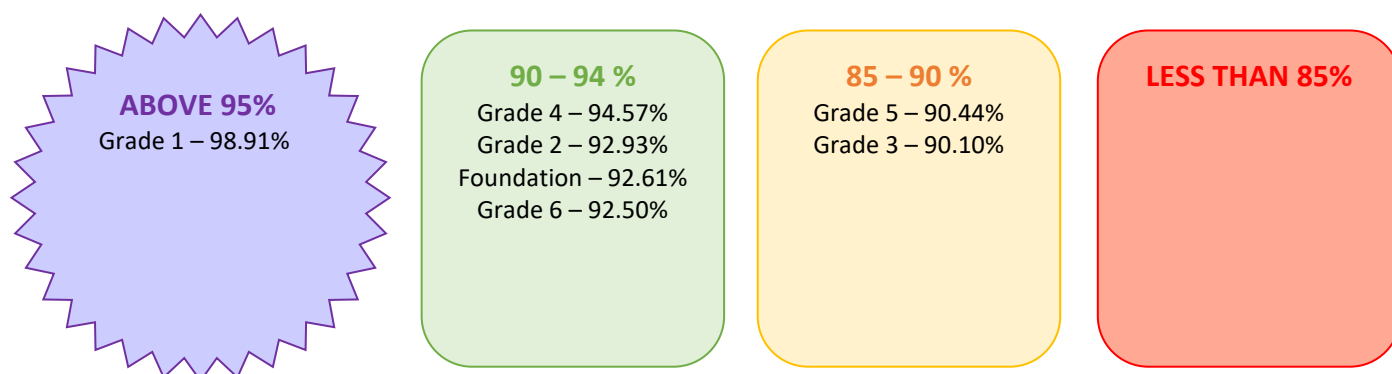 ABOVE 95%
Grade 1 – 98.91%
90 – 94 %
Grade 4 – 94.57%
Grade 2 – 92.93%
Foundation – 92.61%
Grade 6 – 92.50%
85 – 90 %
Grade 5 – 90.44%
Grade 3 – 90.10%
LESS THAN 85%